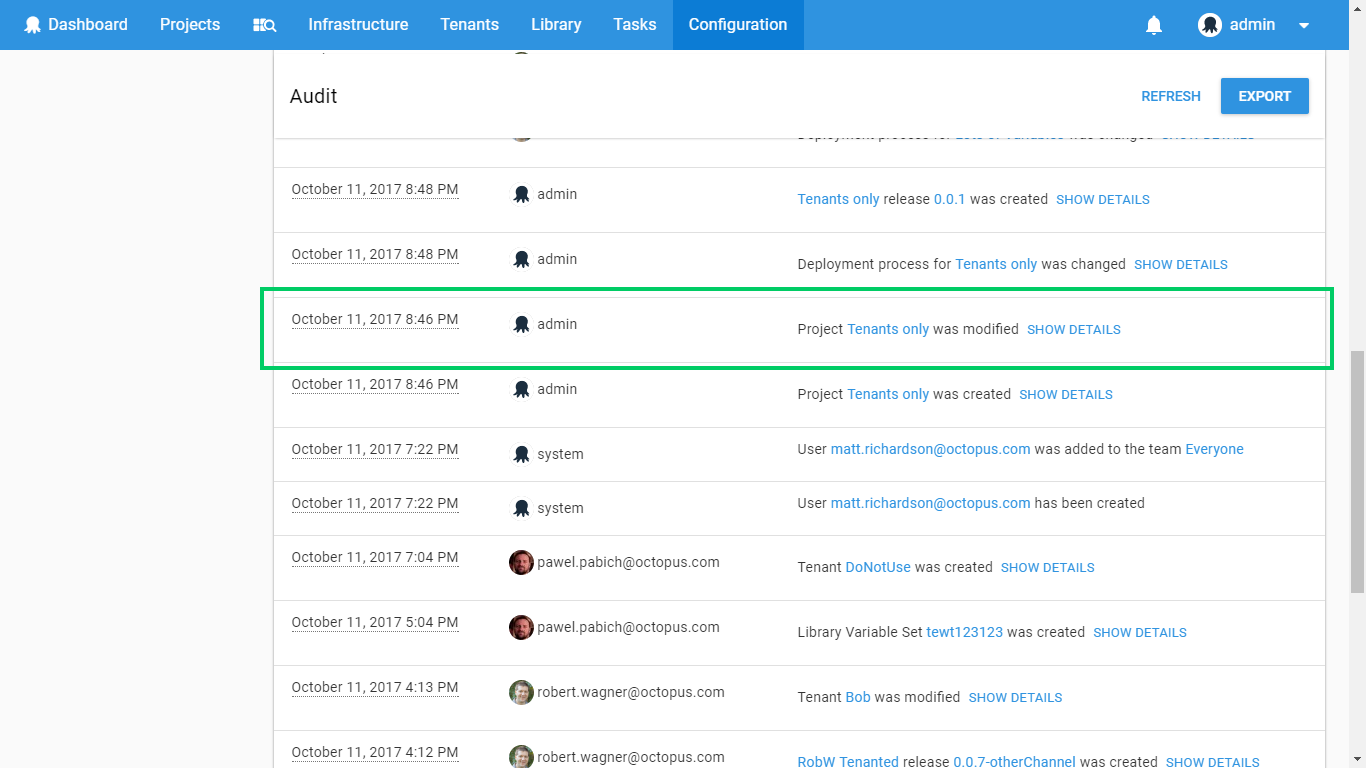 Dashboard Projects Infrastructure Tenants Library Tasks Configuration admin
Audit REFRESH EXPORT
Deployment process for Lots of Variables was changed SHOW DETAILS
October 11, 2017 8:48 PM admin Tenants only release 0.0.1 was created SHOW DETAILS
October 11, 2017 8:48 PM admin Deployment process for Tenants only was changed SHOW DETAILS
October 11, 2017 8:46 PM admin Project Tenants only was modified SHOW DETAILS
October 11, 2017 8:46 PM admin Project Tenants only was created SHOW DETAILS
October 11, 2017 7:22 PM system User matt.richardson@octopus.com was added to the team Everyone
October 11, 2017 7:22 PM system User matt.richardson@octopus.com has been created
October 11, 2017 7:04 PM pawel.pabich@octopus.com Tenant DoNotUse was created SHOW DETAILS
October 11, 2017 5:04 PM pawel.pabich@octopus.com Library Variable Set tewt123123 was created SHOW DETAILS
October 11, 2017 4:13 PM robert.wagner@octopus.com Tenant Bob was modified SHOW DETAILS
October 11, 2017 4:12 PM robert.wagner@octopus.com RobW Tenanted release 0.0.7-otherChannel was created SHOW DETAILS